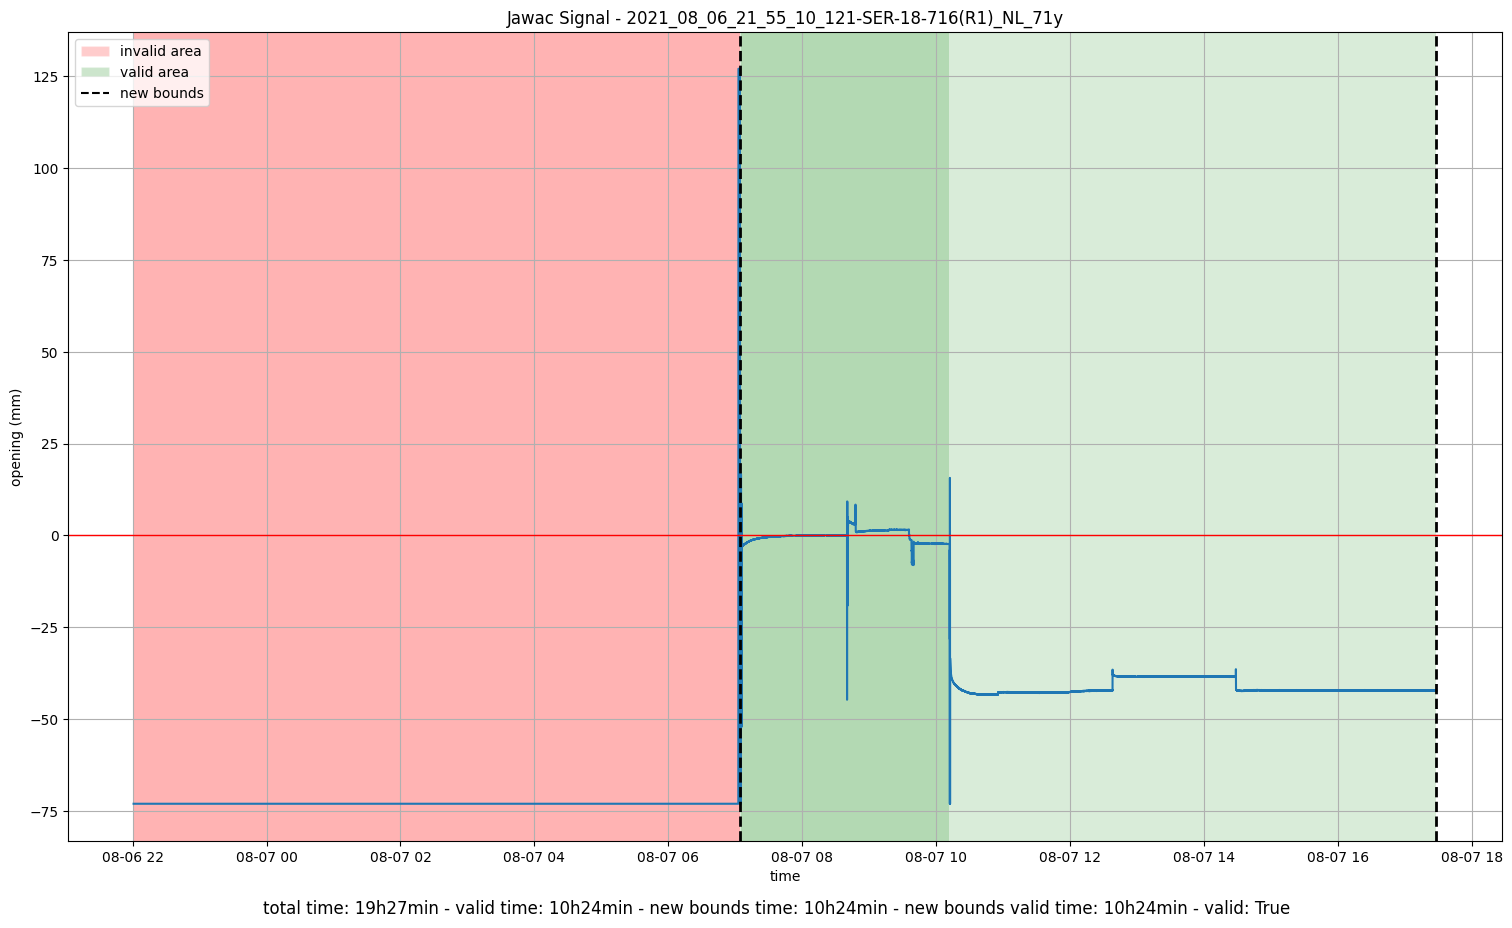 Jawac Signal - 2021_08_06_21_55_10_121-SER-18-716(R1)_NL_71y
invalid area
valid area
new bounds
125
100
75
50
25
0
−25
−50
−75
opening (mm)
08-06 22 08-07 00 08-07 02 08-07 04 08-07 06 08-07 08 08-07 10 08-07 12 08-07 14 08-07 16 08-07 18
time
total time: 19h27min - valid time: 10h24min - new bounds time: 10h24min - new bounds valid time: 10h24min - valid: True